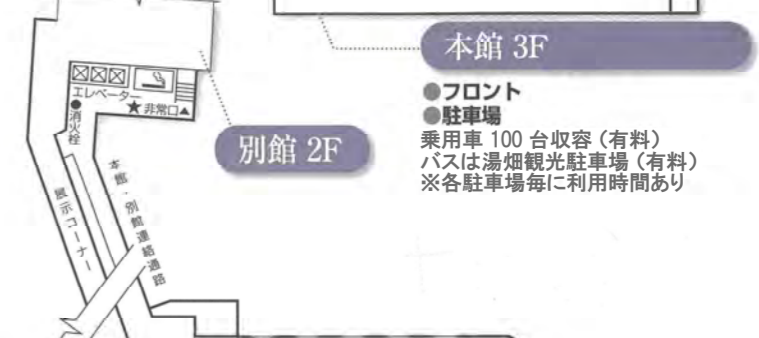 本館 3F
●フロント
●駐車場
乗用車 100 台収容 (有料)
バスは湯畑観光駐車場 (有料)
※各駐車場毎に利用時間あり
エレベーター
★ 非常口▲
●消火栓
別館 2F
本館・別館連絡通路
展示コーナー